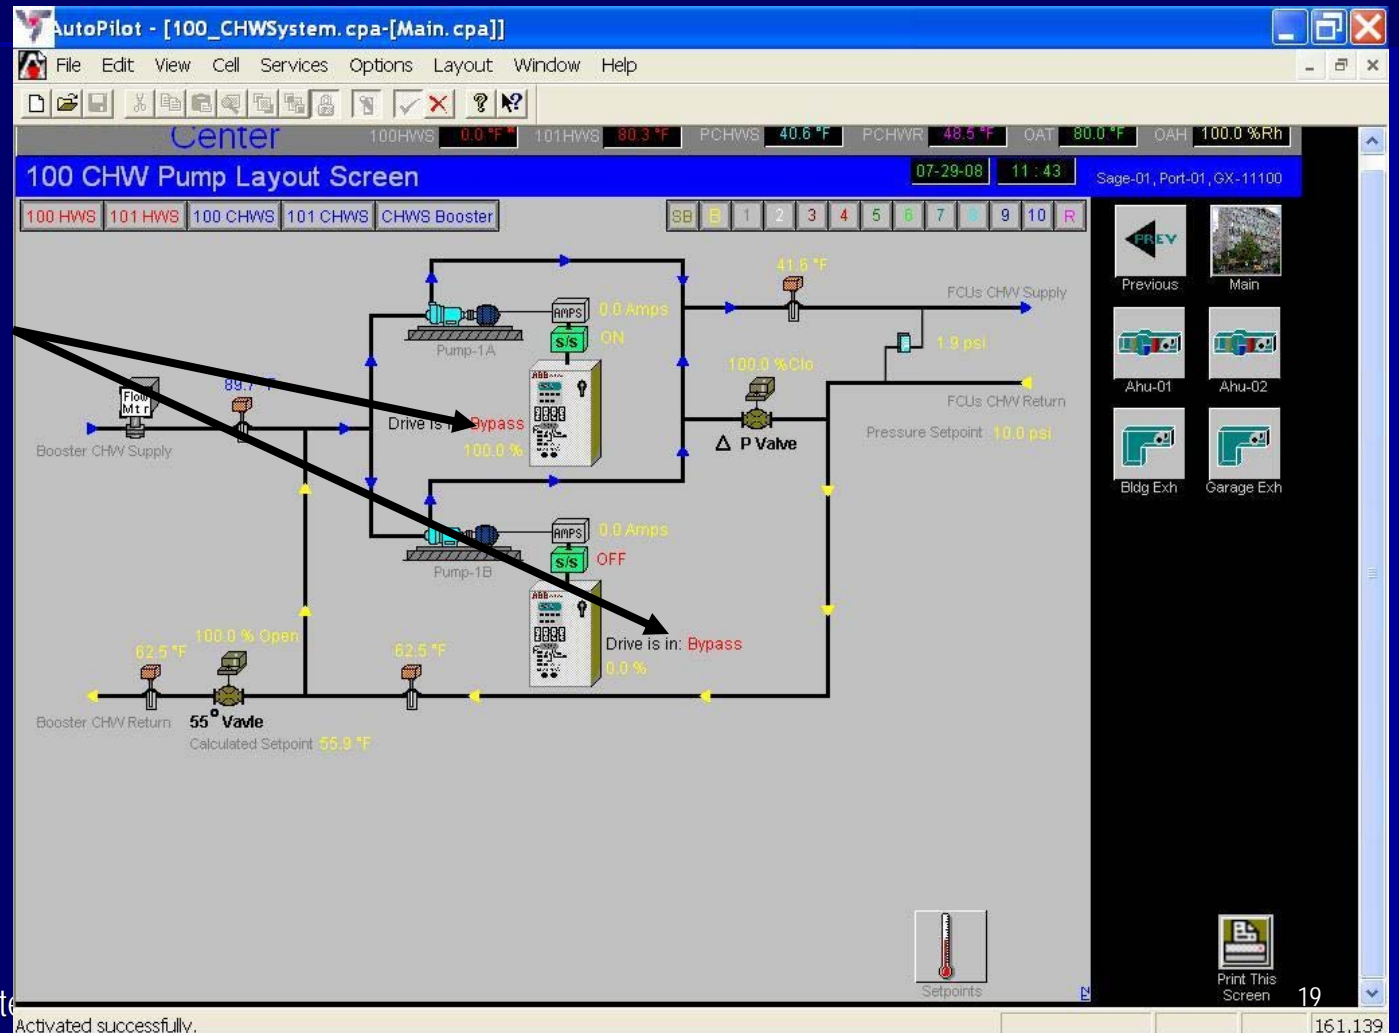 AutoPilot - [100_CHWSystem.cpa-[Main.cpa]]
File Edit View Cell Services Options Layout Window Help
Center 100HWS 0.0 °F 101HWS 80.3 °F PCHWS 40.6 °F PCHWR 48.5 °F OAT 80.0 °F OAH 100.0 %Rh
100 CHW Pump Layout Screen 07-29-08 11:43 Sage-01, Port-01, GX-11100
100 HWS 101 HWS 100 CHWS 101 CHWS CHWS Booster SB B 1 2 3 4 5 6 7 8 9 10 R
PREV
Previous Main
41.6 °F
FCUs CHW Supply
AMPS 0.0 Amps
S/S ON
Pump-1A
1.9 psi
100.0 %Clo
Ahu-01 Ahu-02
Flow
Mtr
89.7 °F
ABB
FCUs CHW Return
Drive is in: Bypass
100.0 %
Δ P Valve
Pressure Setpoint 10.0 psi
Booster CHW Supply
Bldg Exh Garage Exh
AMPS 0.0 Amps
S/S OFF
Pump-1B
ABB
Drive is in: Bypass
0.0 %
100.0 % Open
62.5 °F
62.5 °F
Booster CHW Return
55° Vavle
Calculated Setpoint 55.9 °F
Setpoints
Print This
Screen
19
Activated successfully. 161,139